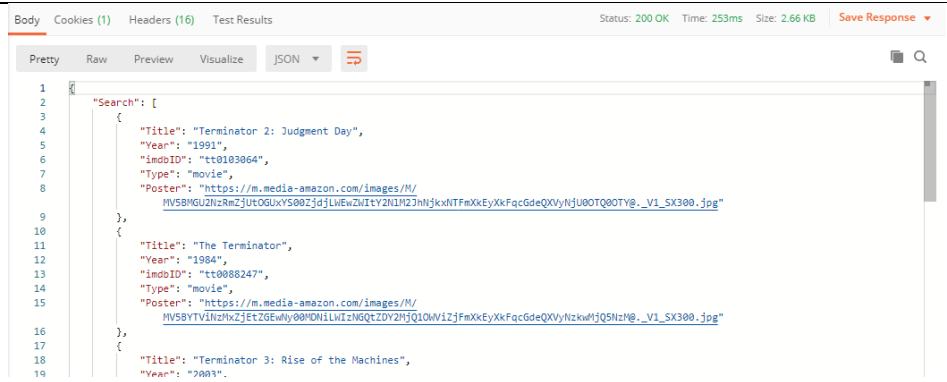 Body Cookies (1) Headers (16) Test Results Status: 200 OK Time: 253ms Size: 2.66 KB Save Response
Pretty Raw Preview Visualize JSON
1 {
2 "Search": [
3 {
4 "Title": "Terminator 2: Judgment Day",
5 "Year": "1991",
6 "imdbID": "tt0103064",
7 "Type": "movie",
8 "Poster": "https://m.media-amazon.com/images/M/
MV5BMGU2NzRmZjUtOGUxYS00ZjdjLWEwZWItY2NlM2JhNjkxNTFmXkEyXkFqcGdeQXVyNjU0OTQ0OTY@._V1_SX300.jpg"
9 },
10 {
11 "Title": "The Terminator",
12 "Year": "1984",
13 "imdbID": "tt0088247",
14 "Type": "movie",
15 "Poster": "https://m.media-amazon.com/images/M/
MV5BYTViNzMxZjEtZGEwNy00MDNiLWIzNGQtZDY2MjQ1OWViZjFmXkEyXkFqcGdeQXVyNzkwMjQ5NzM@._V1_SX300.jpg"
16 },
17 {
18 "Title": "Terminator 3: Rise of the Machines",
19 "Year": "2003",